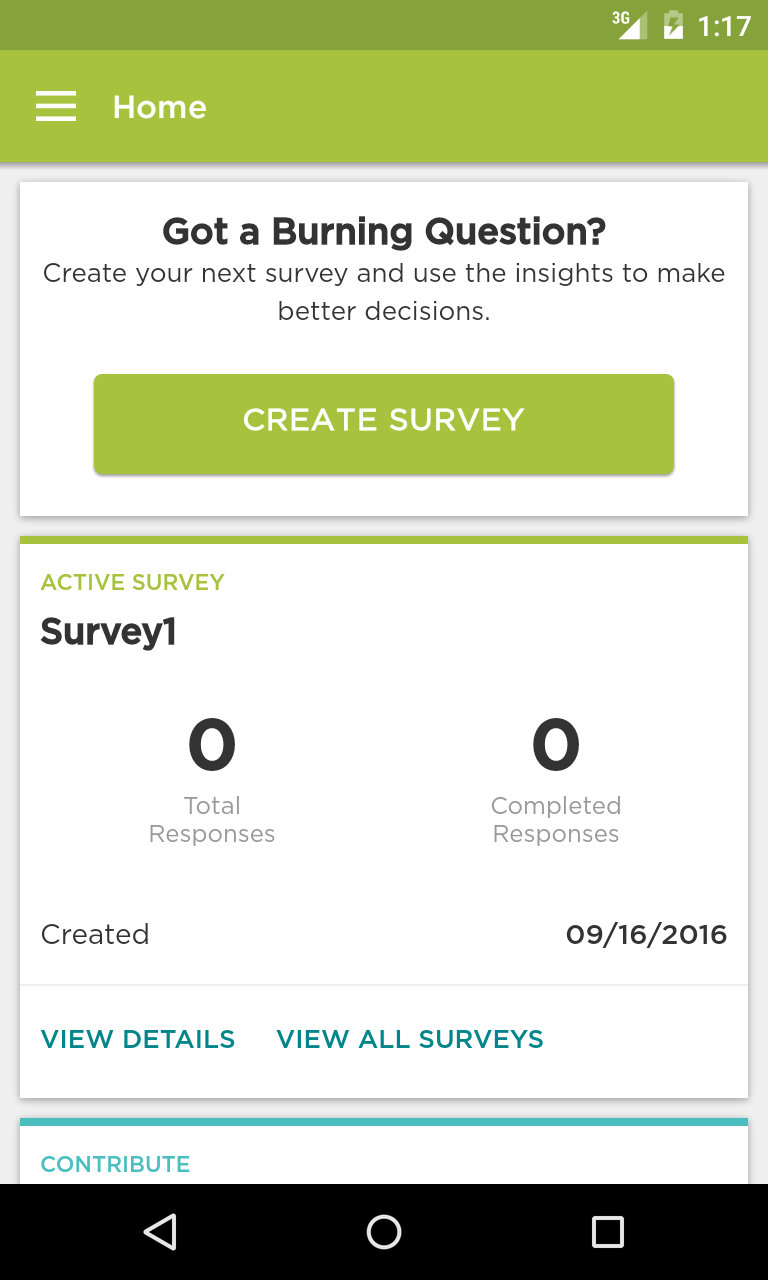 3G 1:17
Home
Got a Burning Question?
Create your next survey and use the insights to make
better decisions.
CREATE SURVEY
ACTIVE SURVEY
Survey1
0 0
Total Completed
Responses Responses
Created 09/16/2016
VIEW DETAILS VIEW ALL SURVEYS
CONTRIBUTE